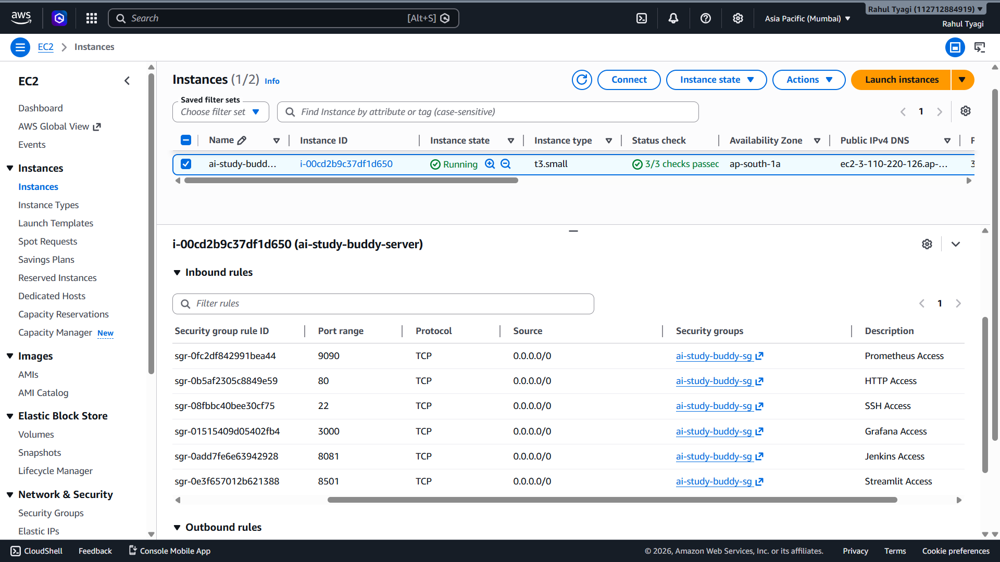 aws
Search [Alt+S]
Asia Pacific (Mumbai)
Rahul Tyagi (112712884919)
Rahul Tyagi
EC2 Instances
EC2
Dashboard
AWS Global View
Events
Instances
Instances
Instance Types
Launch Templates
Spot Requests
Savings Plans
Reserved Instances
Dedicated Hosts
Capacity Reservations
Capacity Manager New
Images
AMIs
AMI Catalog
Elastic Block Store
Volumes
Snapshots
Lifecycle Manager
Network & Security
Security Groups
Elastic IPs
Instances (1/2) Info
Connect Instance state Actions Launch instances
Saved filter sets
Choose filter set Find Instance by attribute or tag (case-sensitive) 1
Name Instance ID Instance state Instance type Status check Availability Zone Public IPv4 DNS
ai-study-budd... i-00cd2b9c37df1d650 Running t3.small 3/3 checks passed ap-south-1a ec2-3-110-220-126.ap-... 3
i-00cd2b9c37df1d650 (ai-study-buddy-server)
Inbound rules
Filter rules 1
Security group rule ID Port range Protocol Source Security groups Description
sgr-0fc2df842991bea44 9090 TCP 0.0.0.0/0 ai-study-buddy-sg Prometheus Access
sgr-0b5af2305c8849e59 80 TCP 0.0.0.0/0 ai-study-buddy-sg HTTP Access
sgr-08fbbc40bee30cf75 22 TCP 0.0.0.0/0 ai-study-buddy-sg SSH Access
sgr-01515409d05402fb4 3000 TCP 0.0.0.0/0 ai-study-buddy-sg Grafana Access
sgr-0add7fe6e63942928 8081 TCP 0.0.0.0/0 ai-study-buddy-sg Jenkins Access
sgr-0e3f657012b621388 8501 TCP 0.0.0.0/0 ai-study-buddy-sg Streamlit Access
Outbound rules
CloudShell Feedback Console Mobile App © 2026, Amazon Web Services, Inc. or its affiliates. Privacy Terms Cookie preferences